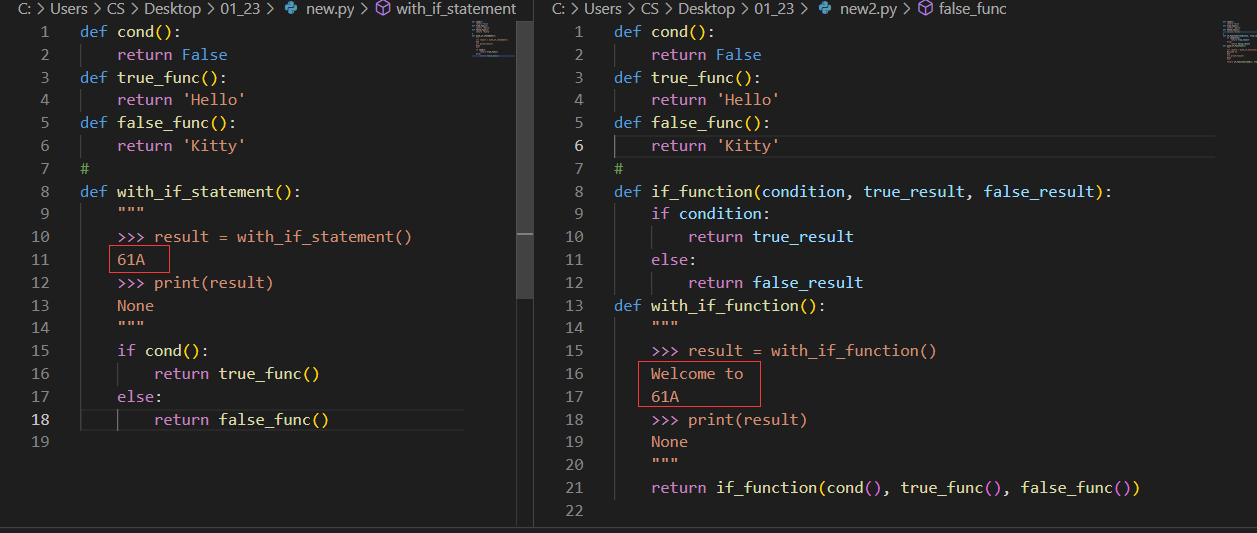 C: > Users > CS > Desktop > 01_23 > new.py > with_if_statement
1 def cond():
2     return False
3 def true_func():
4     return 'Hello'
5 def false_func():
6     return 'Kitty'
7 #
8 def with_if_statement():
9     """
10     >>> result = with_if_statement()
11     61A
12     >>> print(result)
13     None
14     """
15     if cond():
16         return true_func()
17     else:
18         return false_func()
19
C: > Users > CS > Desktop > 01_23 > new2.py > false_func
1 def cond():
2     return False
3 def true_func():
4     return 'Hello'
5 def false_func():
6     return 'Kitty'
7 #
8 def if_function(condition, true_result, false_result):
9     if condition:
10         return true_result
11     else:
12         return false_result
13 def with_if_function():
14     """
15     >>> result = with_if_function()
16     Welcome to
17     61A
18     >>> print(result)
19     None
20     """
21     return if_function(cond(), true_func(), false_func())
22